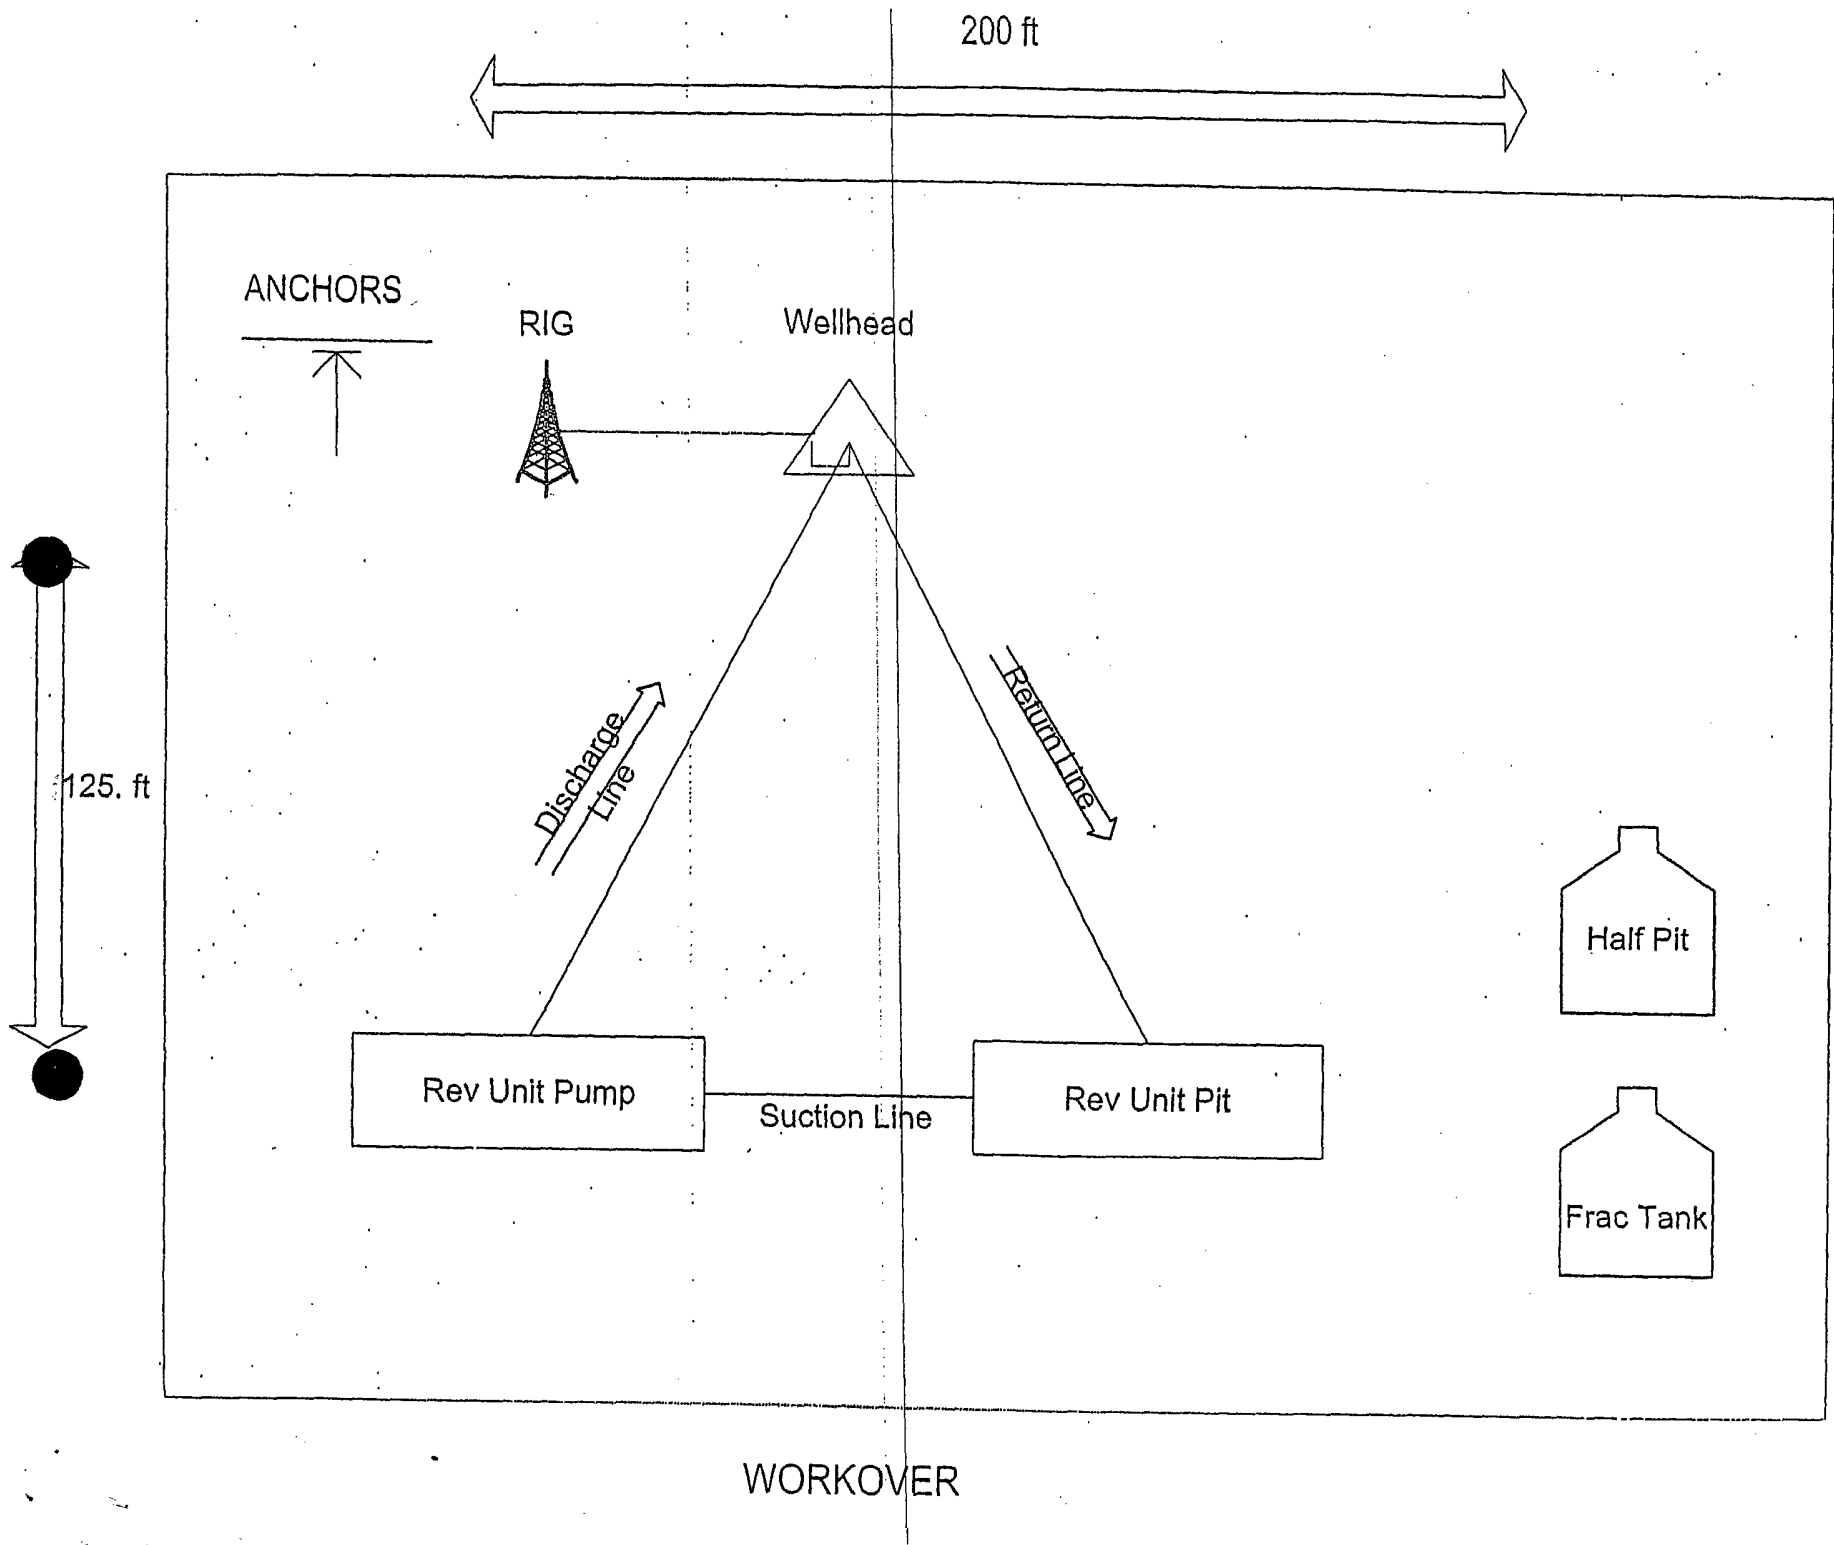 200 ft
ANCHORS
RIG
Wellhead
Discharge
Line
Return Line
125. ft
Half Pit
Rev Unit Pump
Suction Line
Rev Unit Pit
Frac Tank
WORKOVER